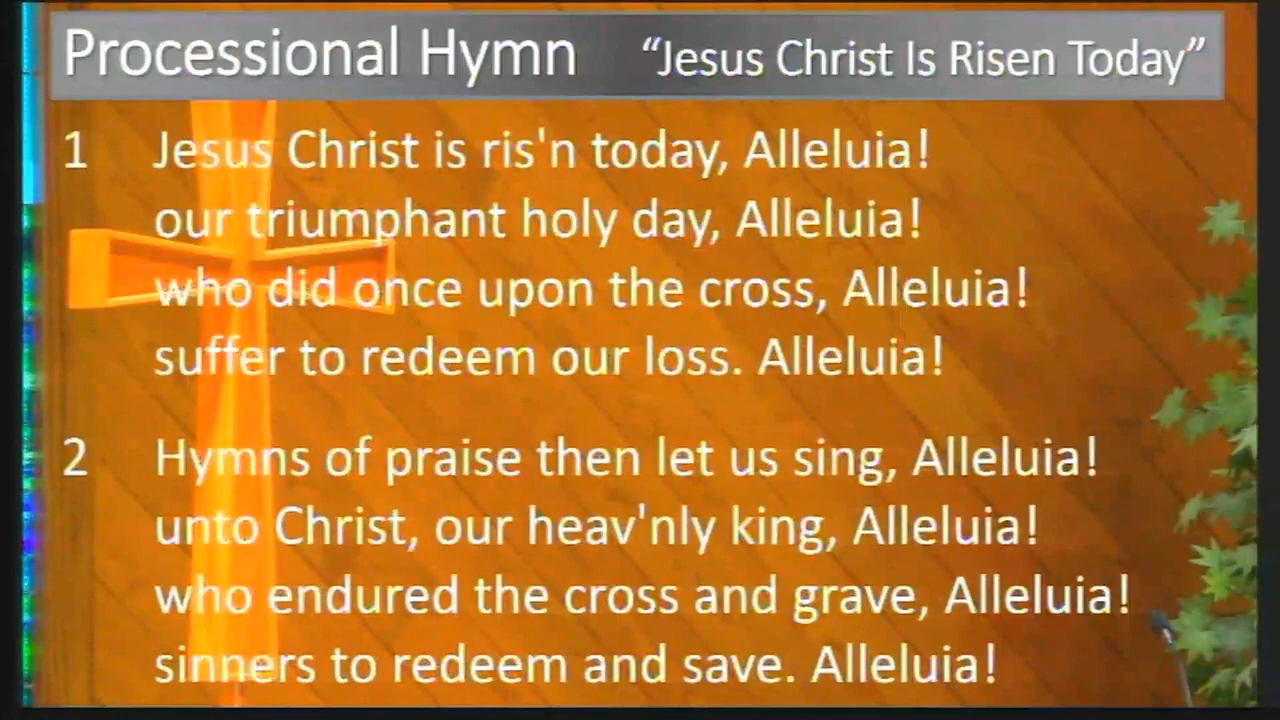 Processional Hymn “Jesus Christ Is Risen Today”
1 Jesus Christ is ris'n today, Alleluia!
our triumphant holy day, Alleluia!
who did once upon the cross, Alleluia!
suffer to redeem our loss. Alleluia!
2 Hymns of praise then let us sing, Alleluia!
unto Christ, our heav'nly king, Alleluia!
who endured the cross and grave, Alleluia!
sinners to redeem and save. Alleluia!